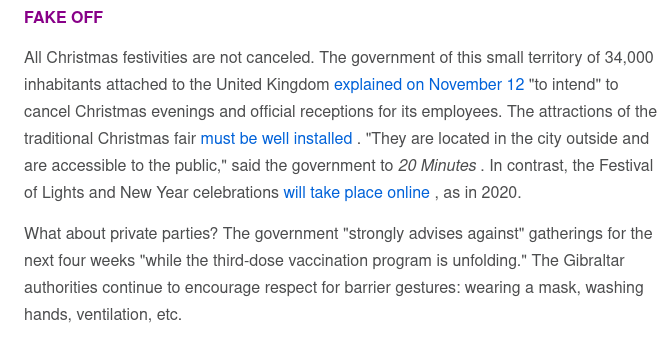 FAKE OFF
All Christmas festivities are not canceled. The government of this small territory of 34,000
inhabitants attached to the United Kingdom explained on November 12 "to intend" to
cancel Christmas evenings and official receptions for its employees. The attractions of the
traditional Christmas fair must be well installed . "They are located in the city outside and
are accessible to the public," said the government to 20 Minutes . In contrast, the Festival
of Lights and New Year celebrations will take place online , as in 2020.
What about private parties? The government "strongly advises against" gatherings for the
next four weeks "while the third-dose vaccination program is unfolding." The Gibraltar
authorities continue to encourage respect for barrier gestures: wearing a mask, washing
hands, ventilation, etc.